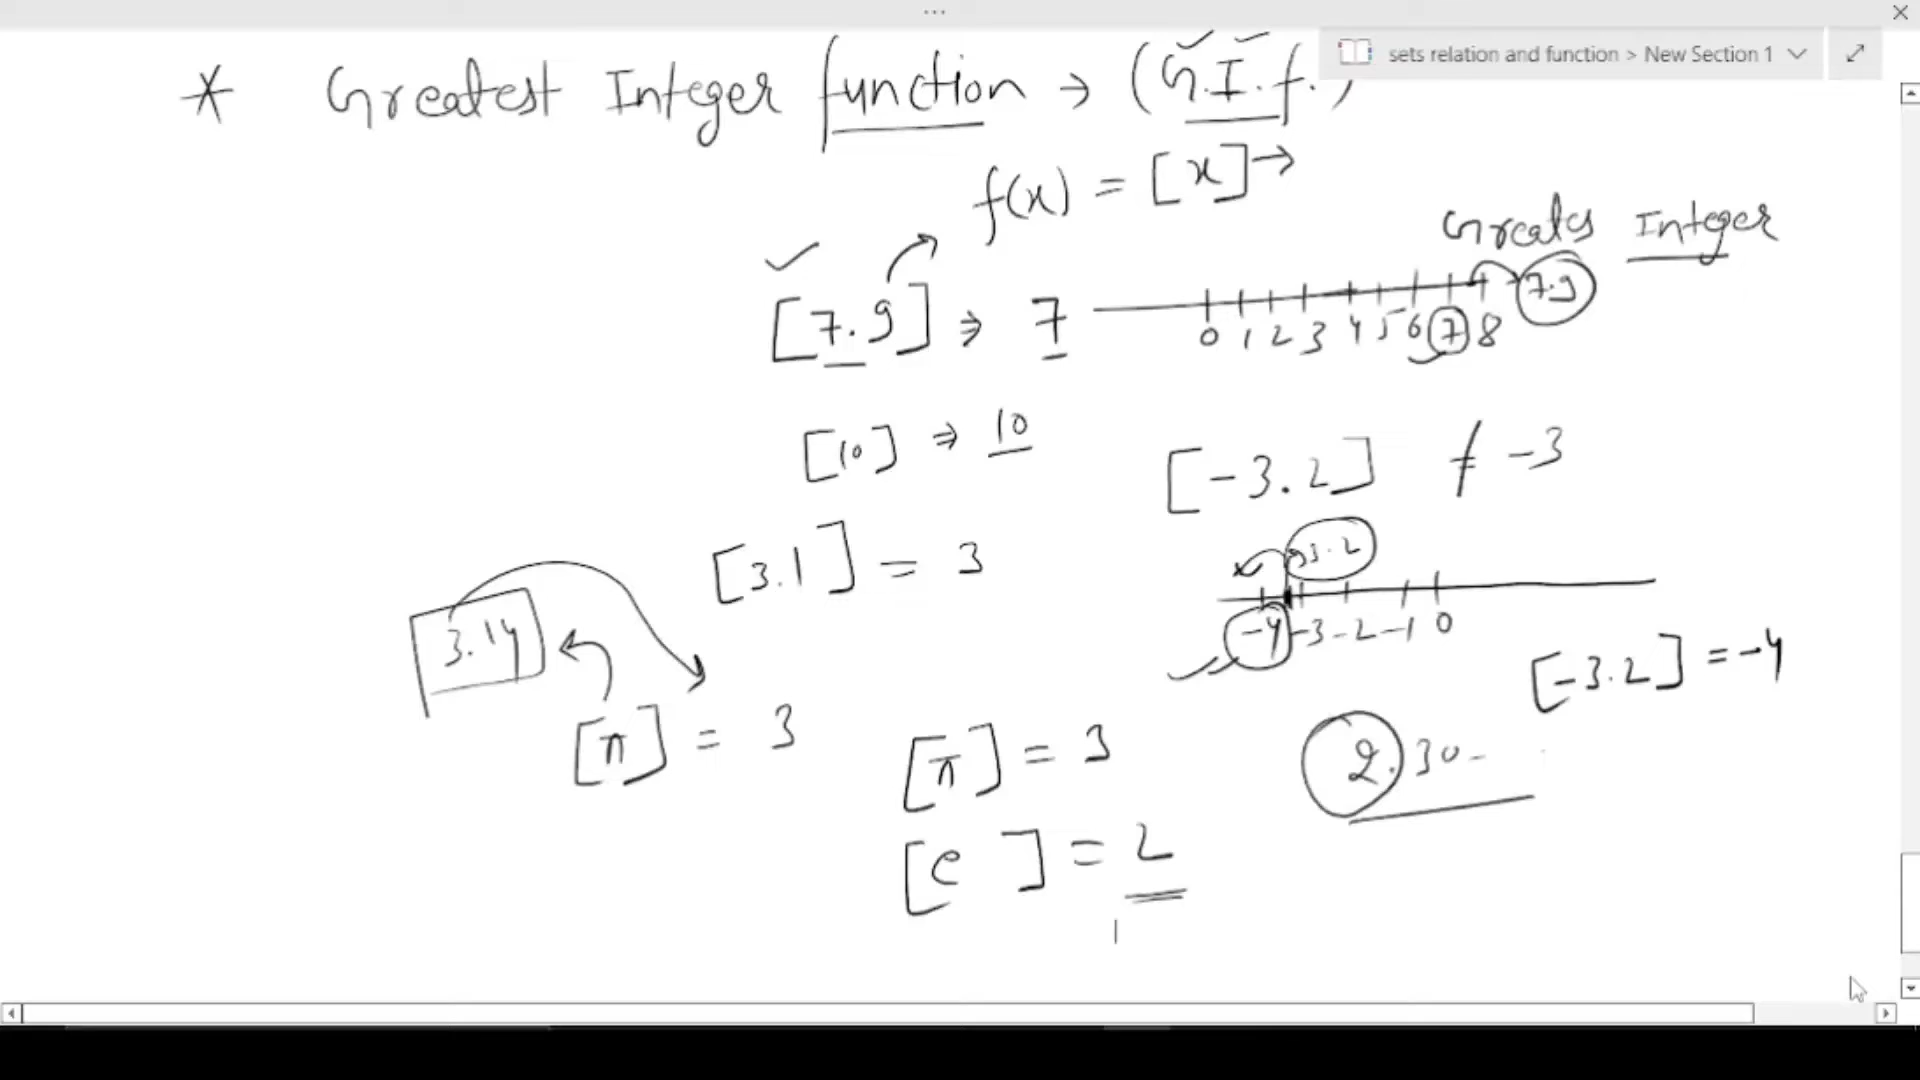 sets relation and function > New Section 1
* Greatest Integer function → (G.I.f.)
f(x) = [x] →
Greates Integer
[7.9] ⇒ 7
7.9
0 1 2 3 4 5 6 7 8
[10] ⇒ 10
[-3.2] ≠ -3
[3.1] = 3
3.2
-4 -3 -2 -1 0
3.14
[-3.2] = -4
[π] = 3
[π] = 3
2.30-
[e] = 2